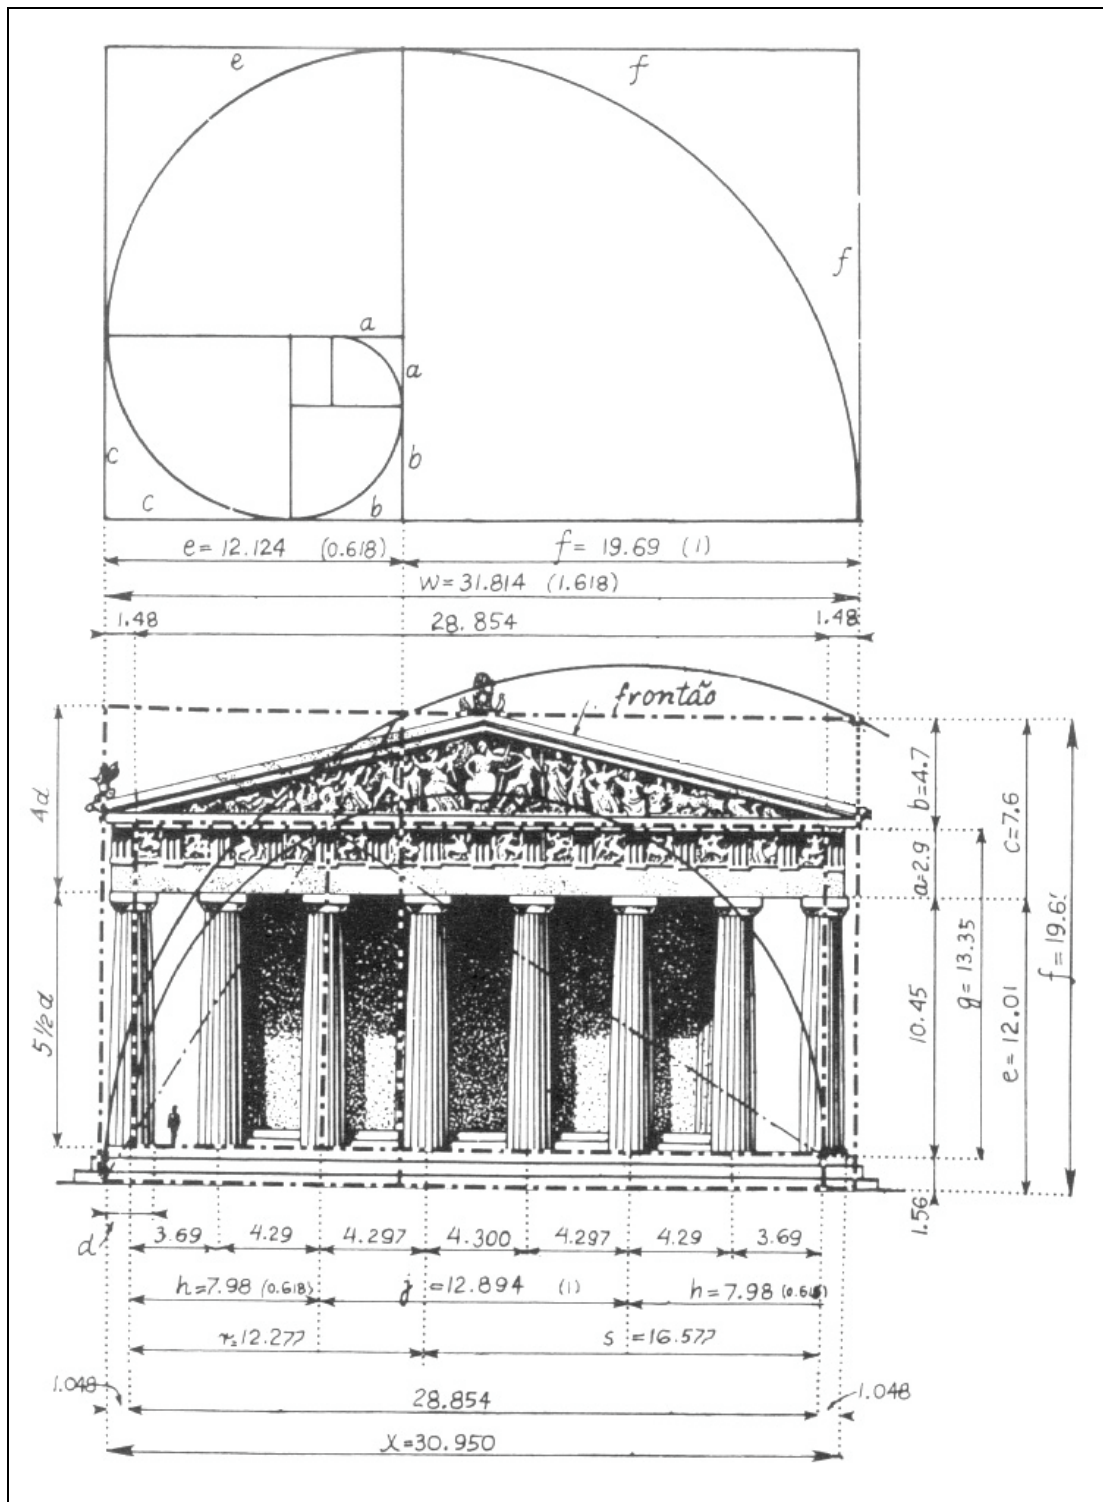 e
f
f
a
a
c
b
c
b
e = 12.124 (0.618)
f = 19.69 (1)
W = 31.814 (1.618)
1.48
28.854
1.48
frontão
4d
5½d
b=4.7
a=2.9
10.45
1.56
g = 13.35
c=7.6
e = 12.01
d
3.69
4.29
4.297
4.300
4.297
4.29
3.69
h=7.98 (0.618)
j =12.894 (1)
h=7.98
r=12.277
s =16.577
1.048
28.854
1.048
X=30.950